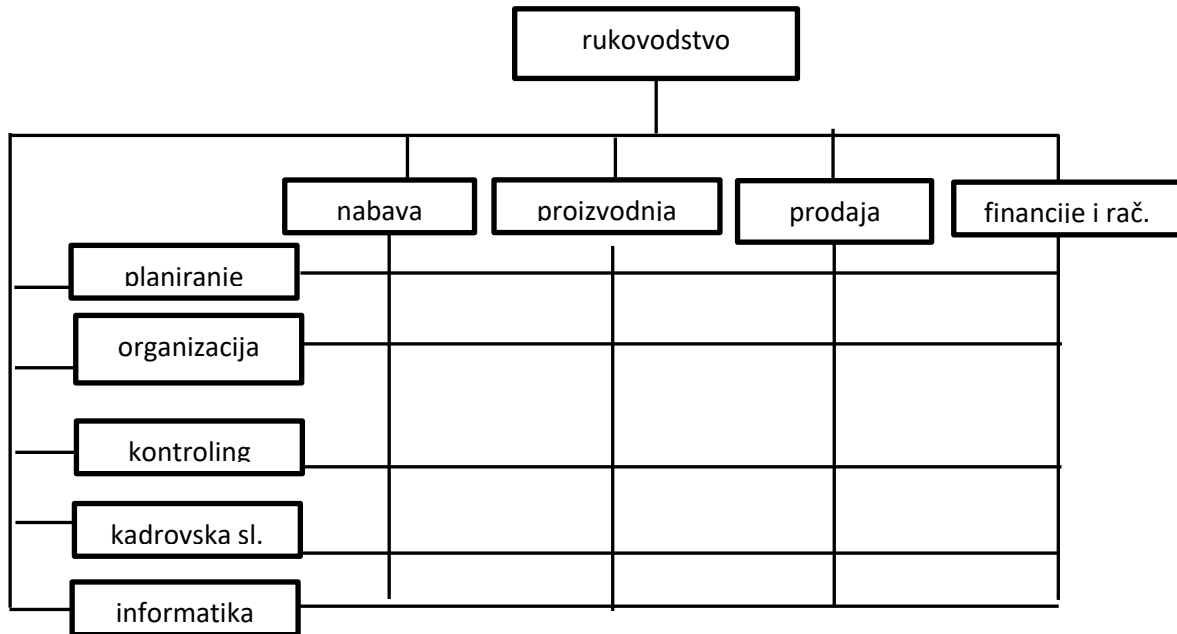 rukovodstvo
nabava
proizvodnja
prodaja
financije i rač.
planiranje
organizacija
kontroling
kadrovska sl.
informatika